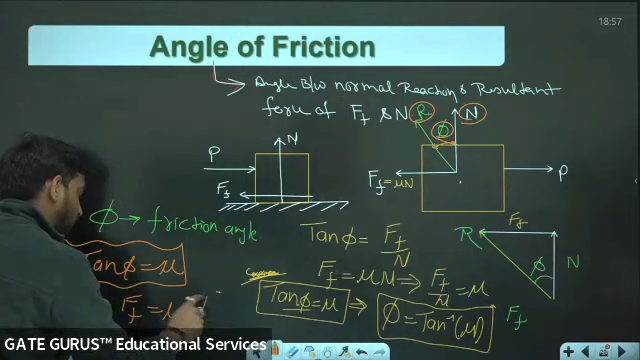 18:57
Angle of Friction
Angle B/w normal Reaction & Resultant
force of Ff & N
R
N
φ
N
P
Ff
Ff = μN
P
φ → friction angle
Tanφ = Ff/N
Ff
R
φ
N
Tanφ = μ
Ff = μN ⇒ Ff/N = μ
Ff
Ff = μ
Tanφ = μ ⇒ φ = Tan⁻¹(μ)
GATE GURUS™ Educational Services